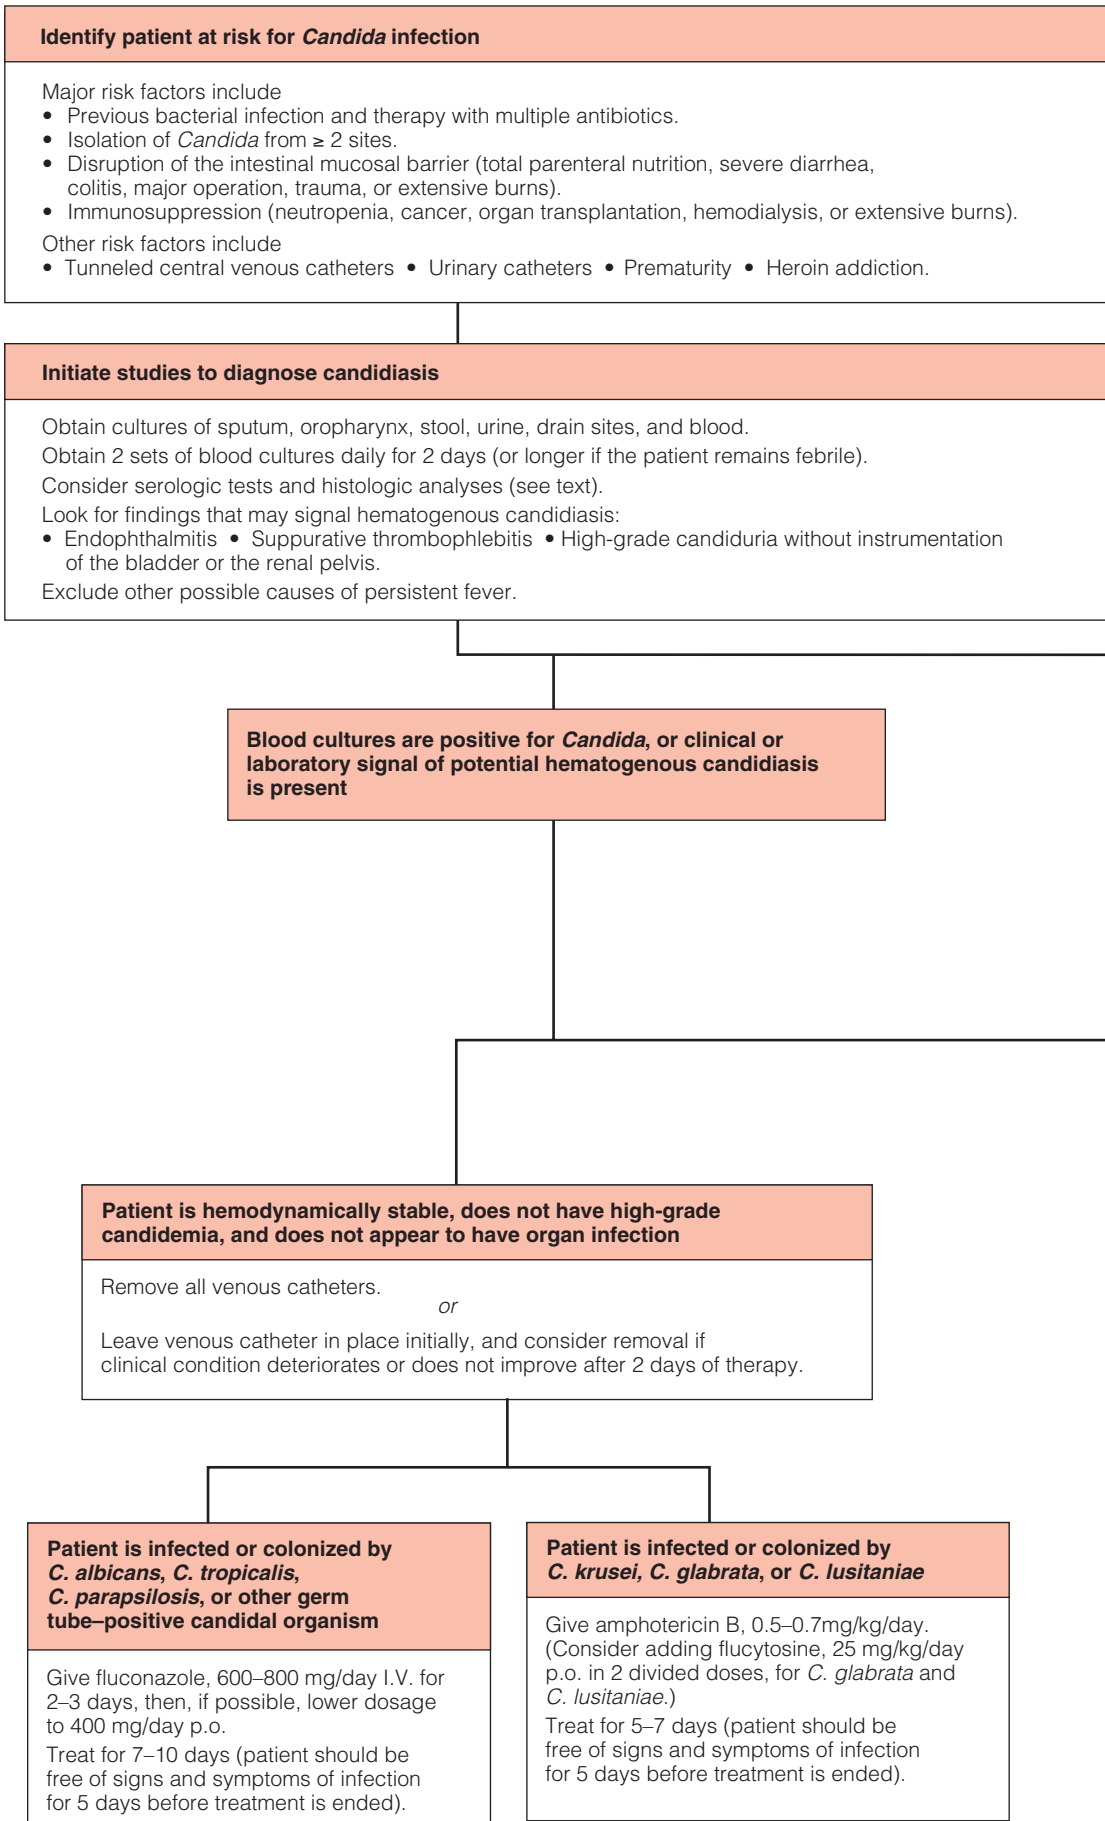 Identify patient at risk for Candida infection
Major risk factors include
• Previous bacterial infection and therapy with multiple antibiotics.
• Isolation of Candida from ≥ 2 sites.
• Disruption of the intestinal mucosal barrier (total parenteral nutrition, severe diarrhea,
colitis, major operation, trauma, or extensive burns).
• Immunosuppression (neutropenia, cancer, organ transplantation, hemodialysis, or extensive burns).
Other risk factors include
• Tunneled central venous catheters • Urinary catheters • Prematurity • Heroin addiction.
Initiate studies to diagnose candidiasis
Obtain cultures of sputum, oropharynx, stool, urine, drain sites, and blood.
Obtain 2 sets of blood cultures daily for 2 days (or longer if the patient remains febrile).
Consider serologic tests and histologic analyses (see text).
Look for findings that may signal hematogenous candidiasis:
• Endophthalmitis • Suppurative thrombophlebitis • High-grade candiduria without instrumentation
of the bladder or the renal pelvis.
Exclude other possible causes of persistent fever.
Blood cultures are positive for Candida, or clinical or
laboratory signal of potential hematogenous candidiasis
is present
Patient is hemodynamically stable, does not have high-grade
candidemia, and does not appear to have organ infection
Remove all venous catheters.
or
Leave venous catheter in place initially, and consider removal if
clinical condition deteriorates or does not improve after 2 days of therapy.
Patient is infected or colonized by
C. albicans, C. tropicalis,
C. parapsilosis, or other germ
tube–positive candidal organism
Give fluconazole, 600–800 mg/day I.V. for
2–3 days, then, if possible, lower dosage
to 400 mg/day p.o.
Treat for 7–10 days (patient should be
free of signs and symptoms of infection
for 5 days before treatment is ended).
Patient is infected or colonized by
C. krusei, C. glabrata, or C. lusitaniae
Give amphotericin B, 0.5–0.7mg/kg/day.
(Consider adding flucytosine, 25 mg/kg/day
p.o. in 2 divided doses, for C. glabrata and
C. lusitaniae.)
Treat for 5–7 days (patient should be
free of signs and symptoms of infection
for 5 days before treatment is ended).